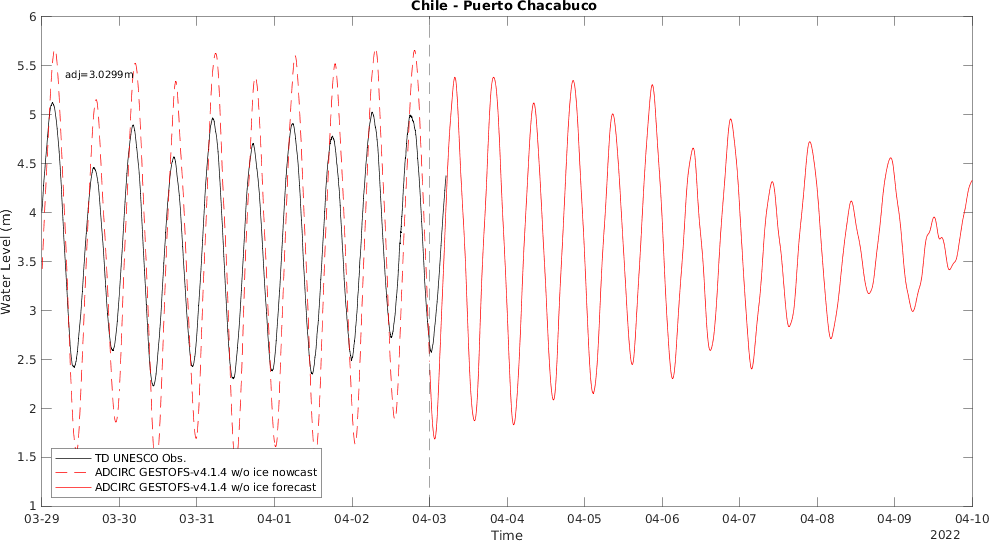 Chile - Puerto Chacabuco
6
5.5
5
4.5
4
3.5
3
2.5
2
1.5
1
Water Level (m)
adj=3.0299m
TD UNESCO Obs.
ADCIRC GESTOFS-v4.1.4 w/o ice nowcast
ADCIRC GESTOFS-v4.1.4 w/o ice forecast
03-29 03-30 03-31 04-01 04-02 04-03 04-04 04-05 04-06 04-07 04-08 04-09 04-10
Time
2022